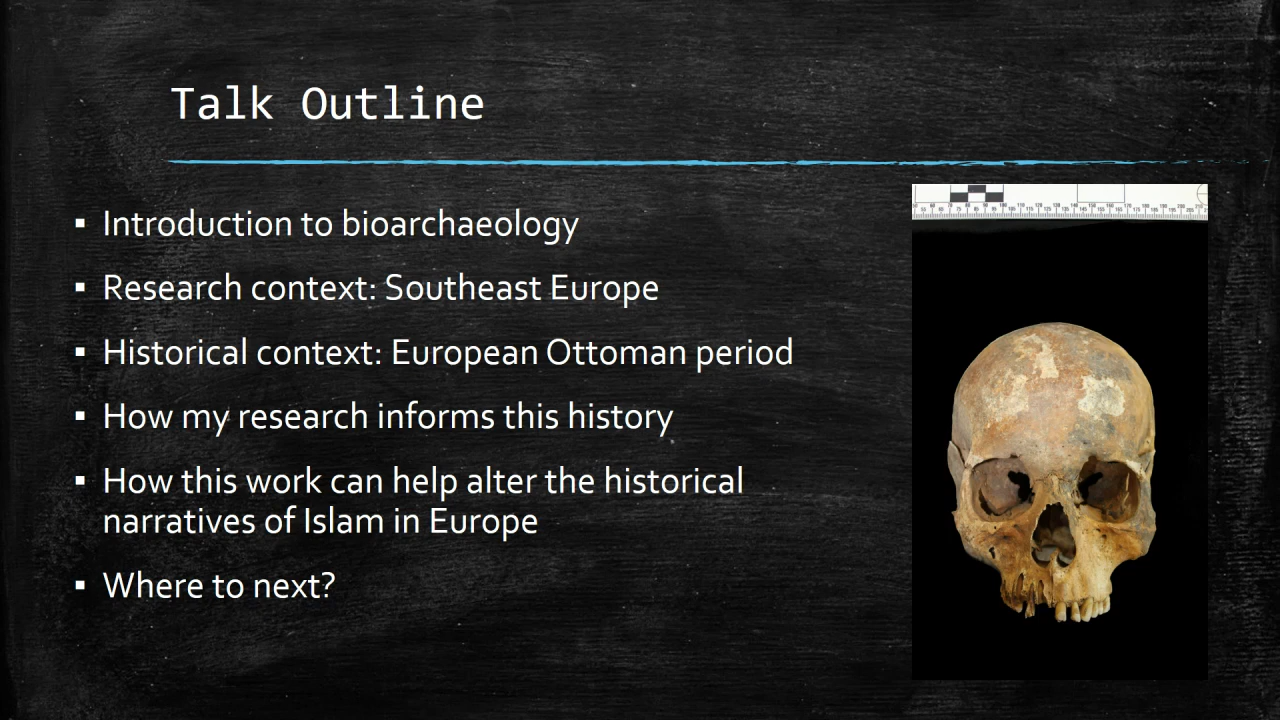 Talk Outline
▪ Introduction to bioarchaeology
▪ Research context: Southeast Europe
▪ Historical context: European Ottoman period
▪ How my research informs this history
▪ How this work can help alter the historical
narratives of Islam in Europe
▪ Where to next?